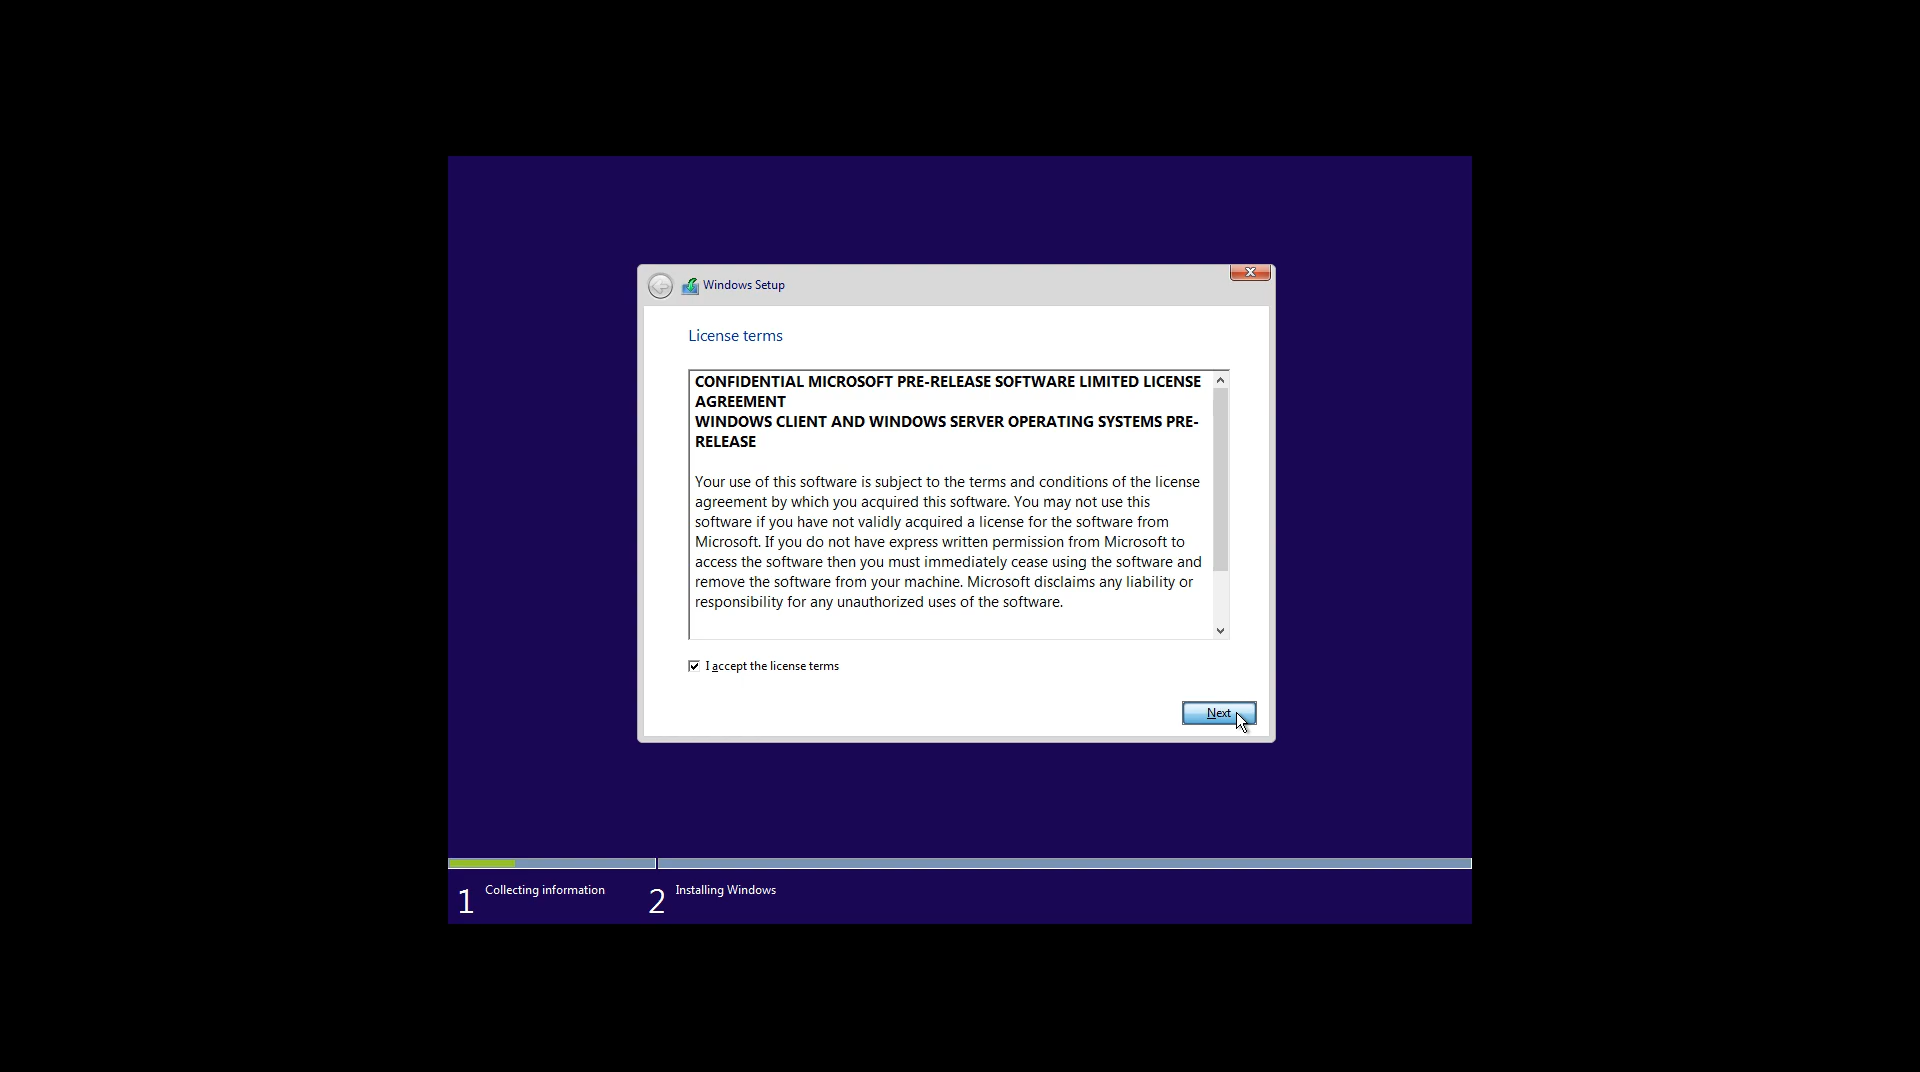 Windows Setup
License terms
CONFIDENTIAL MICROSOFT PRE-RELEASE SOFTWARE LIMITED LICENSE
AGREEMENT
WINDOWS CLIENT AND WINDOWS SERVER OPERATING SYSTEMS PRE-
RELEASE
Your use of this software is subject to the terms and conditions of the license
agreement by which you acquired this software. You may not use this
software if you have not validly acquired a license for the software from
Microsoft. If you do not have express written permission from Microsoft to
access the software then you must immediately cease using the software and
remove the software from your machine. Microsoft disclaims any liability or
responsibility for any unauthorized uses of the software.
I accept the license terms
Next
1 Collecting information
2 Installing Windows